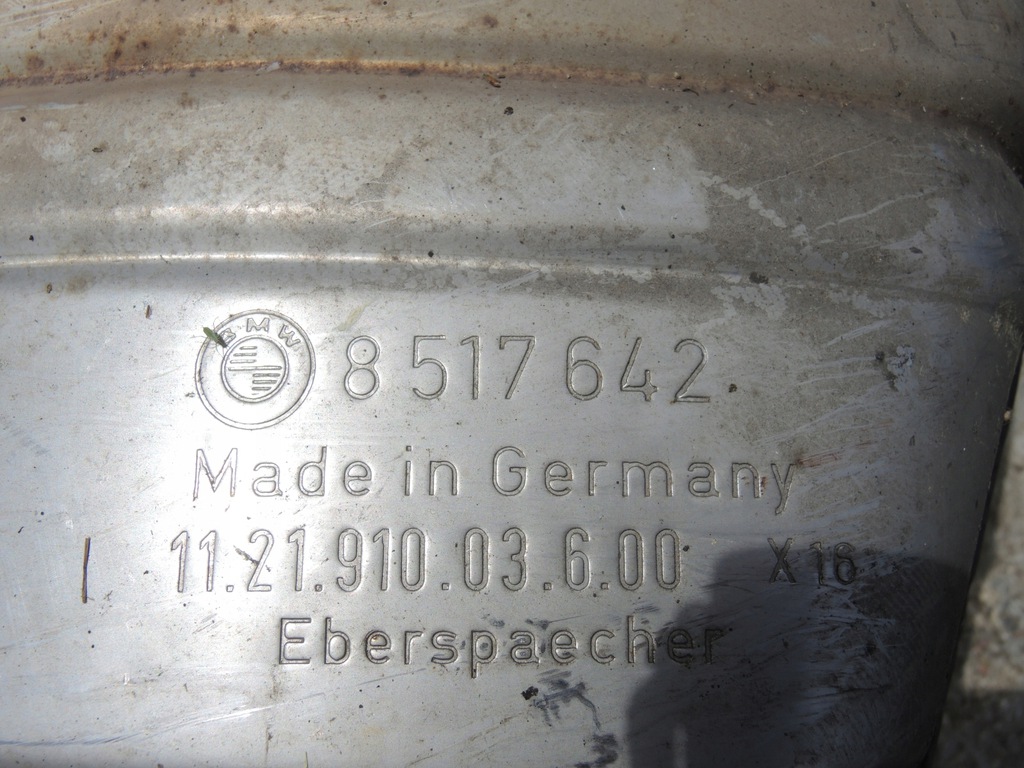 BMW 8 517 642
Made in Germany
11.21.910.03.6.00 X 16
Eberspaecher